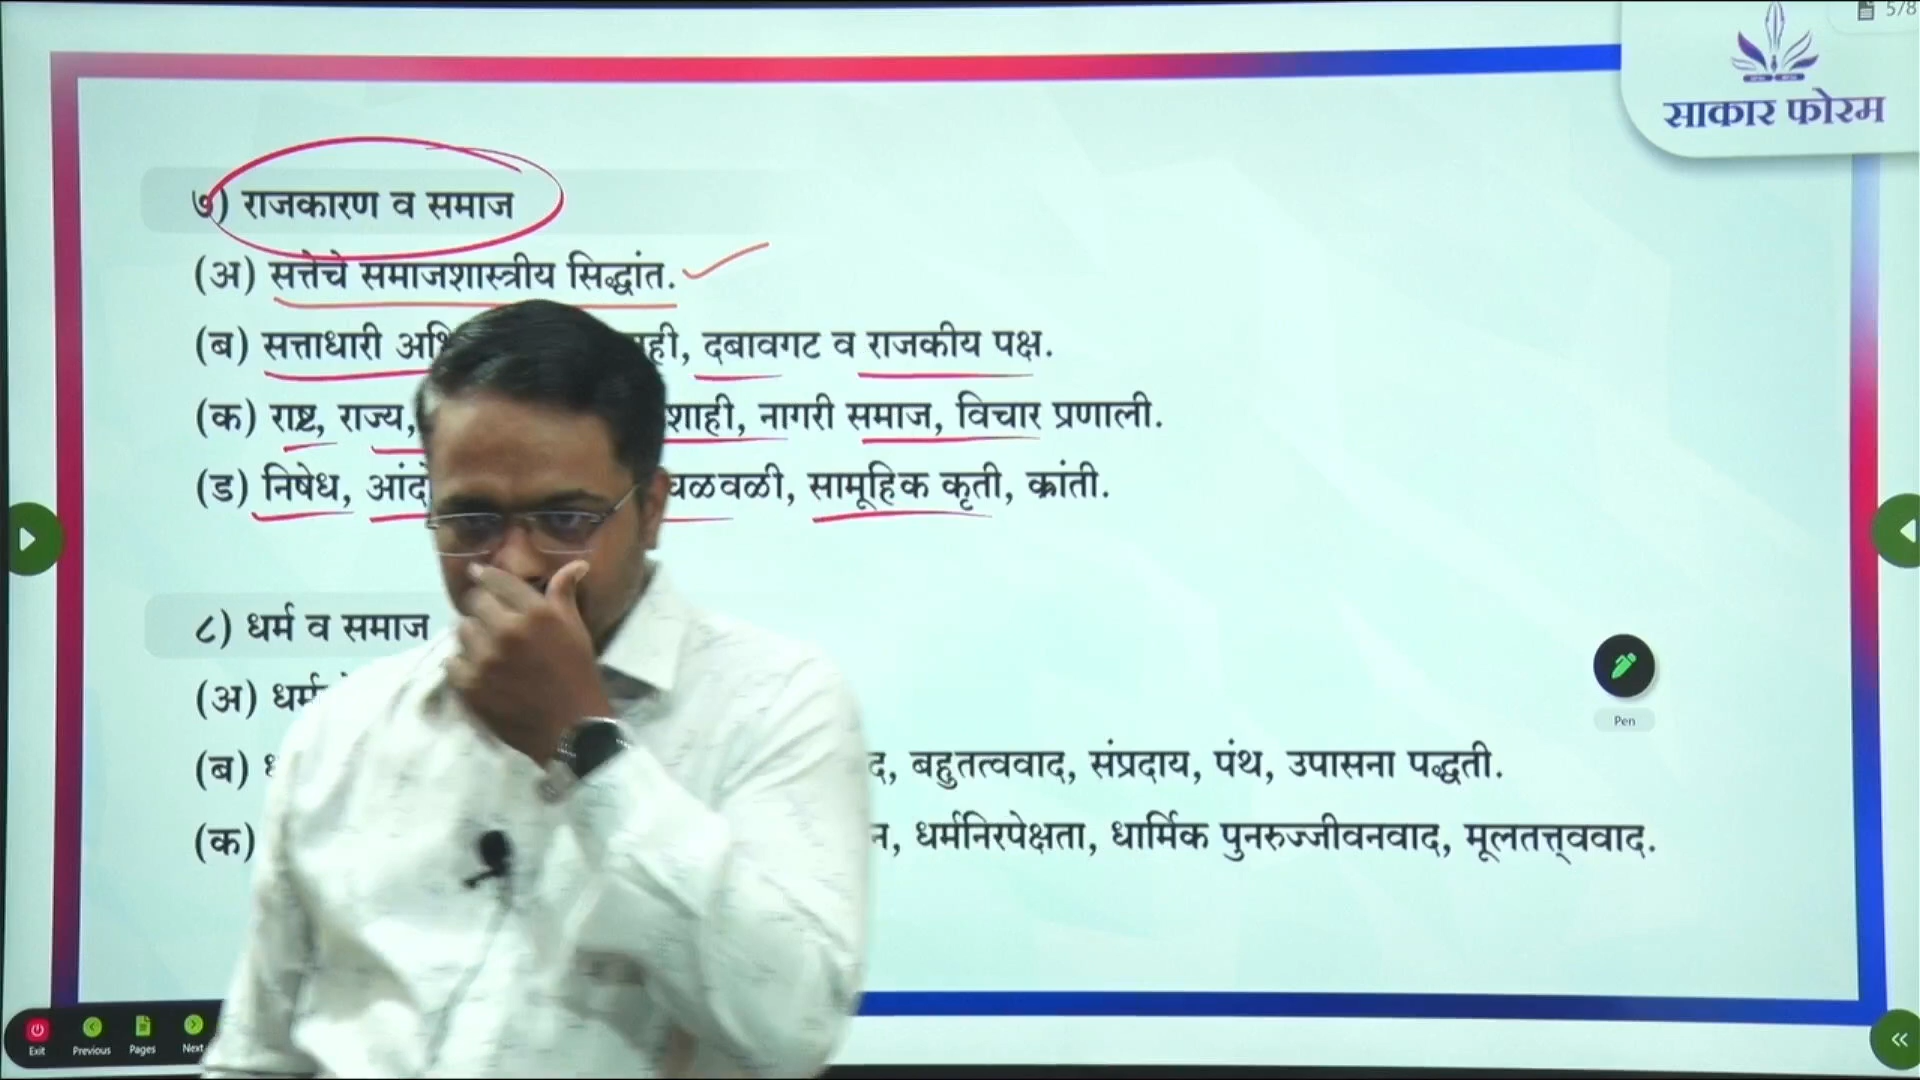 5/8
साकार फोरम
७) राजकारण व समाज
(अ) सत्तेचे समाजशास्त्रीय सिद्धांत.
(ब) सत्ताधारी दबावगट व राजकीय पक्ष.
(क) राष्ट्र, राज्य, नागरी समाज, विचार प्रणाली.
(ड) निषेध, सामूहिक कृती, क्रांती.
८) धर्म व समाज
(अ)
(ब) बहुतत्ववाद, संप्रदाय, पंथ, उपासना पद्धती.
(क) धर्मनिरपेक्षता, धार्मिक पुनरुज्जीवनवाद, मूलतत्त्ववाद.
Pen
Exit Previous Pages Next